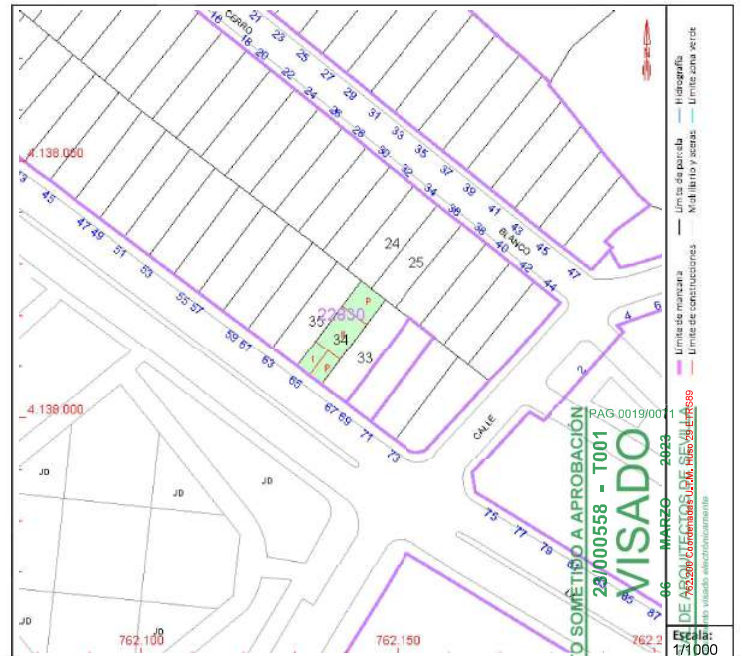 16
18
20
22
24
26
28
30
32
34
36
38
40
42
44
CERRO
BLANCO
21
23
25
27
29
31
33
35
37
39
41
43
45
47
4.138.050
45
47 49
51
53
55 57
59 61
63
65
67 69
71
73
24
25
22830
35
34
33
P
I
P
4
6
2
CALLE
4.138.000
JD
JD
JD
JD
JD
75
77
79
85
87
762.100
762.150
762.2
Límite de manzana
Límite de parcela
Hidrografía
Límite de construcciones
Mobiliario y aceras
Límite zona verde
762.200 Coordenadas U.T.M. Huso 29 ETRS89
Escala:
1/1000
O SOMETIDO A APROBACIÓN
PAG 0019/0071
23/000558 - T001
VISADO
06 MARZO 2023
DE ARQUITECTOS DE SEVILLA
visado electrónicamente